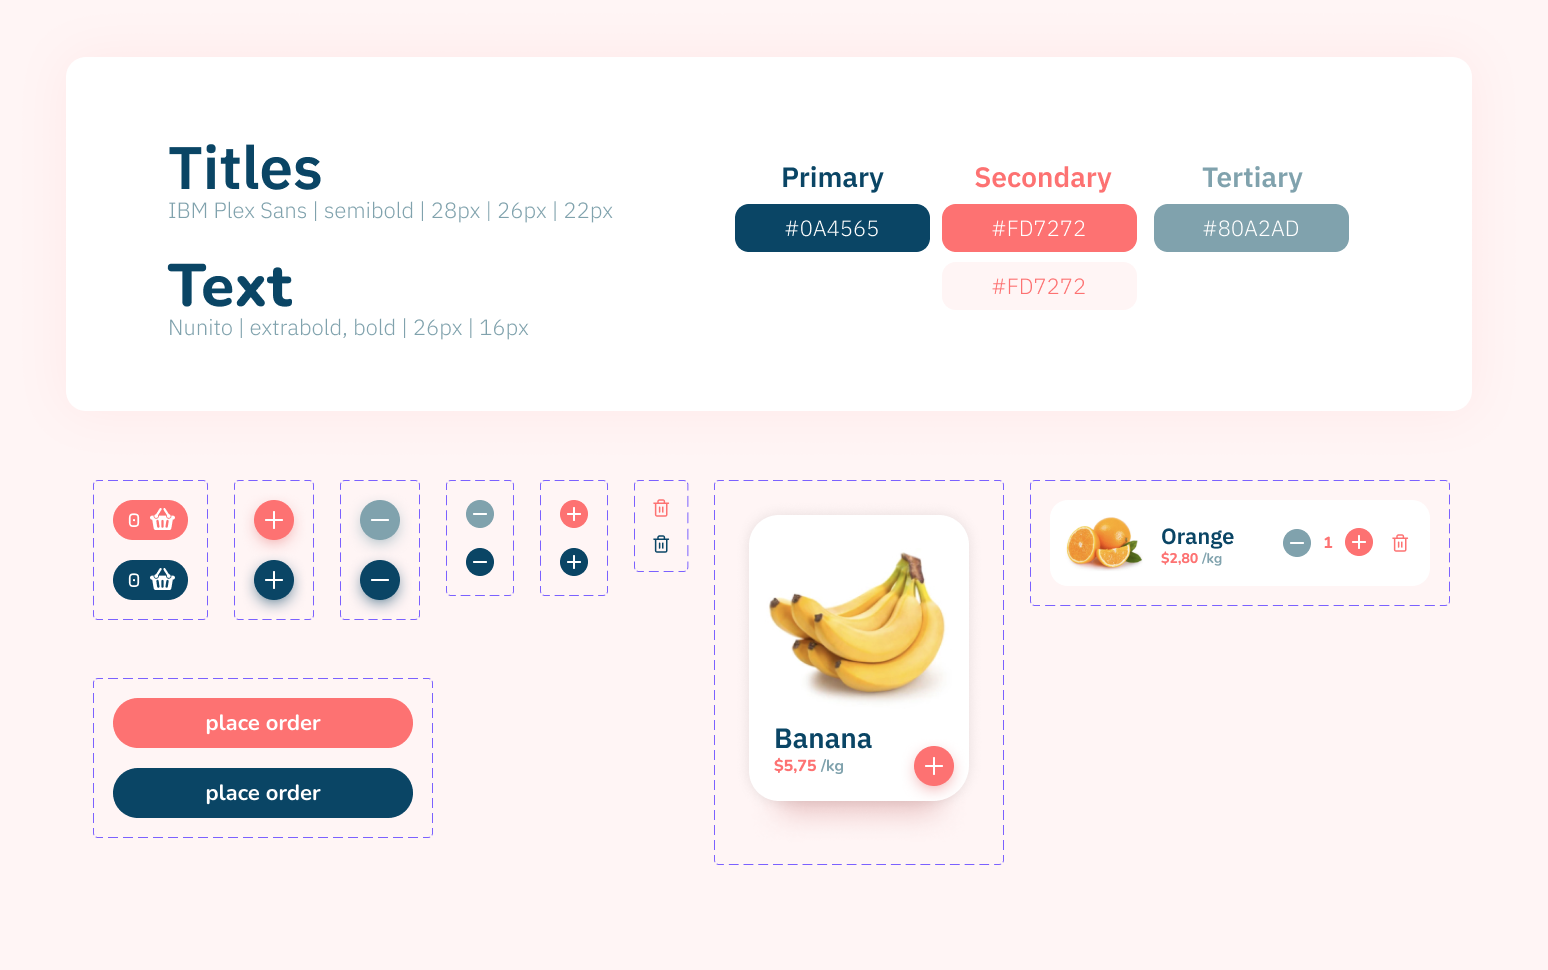 Titles
IBM Plex Sans | semibold | 28px | 26px | 22px
Text
Nunito | extrabold, bold | 26px | 16px
Primary
#0A4565
Secondary
#FD7272
#FD7272
Tertiary
#80A2AD
0
0
place order
place order
Banana
$5,75 /kg
Orange
$2,80 /kg
1